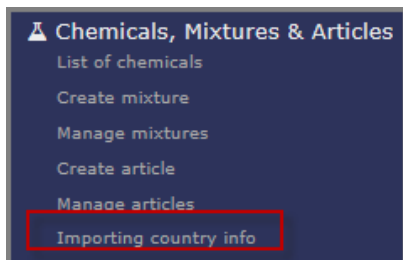 Chemicals, Mixtures & Articles
List of chemicals
Create mixture
Manage mixtures
Create article
Manage articles
Importing country info